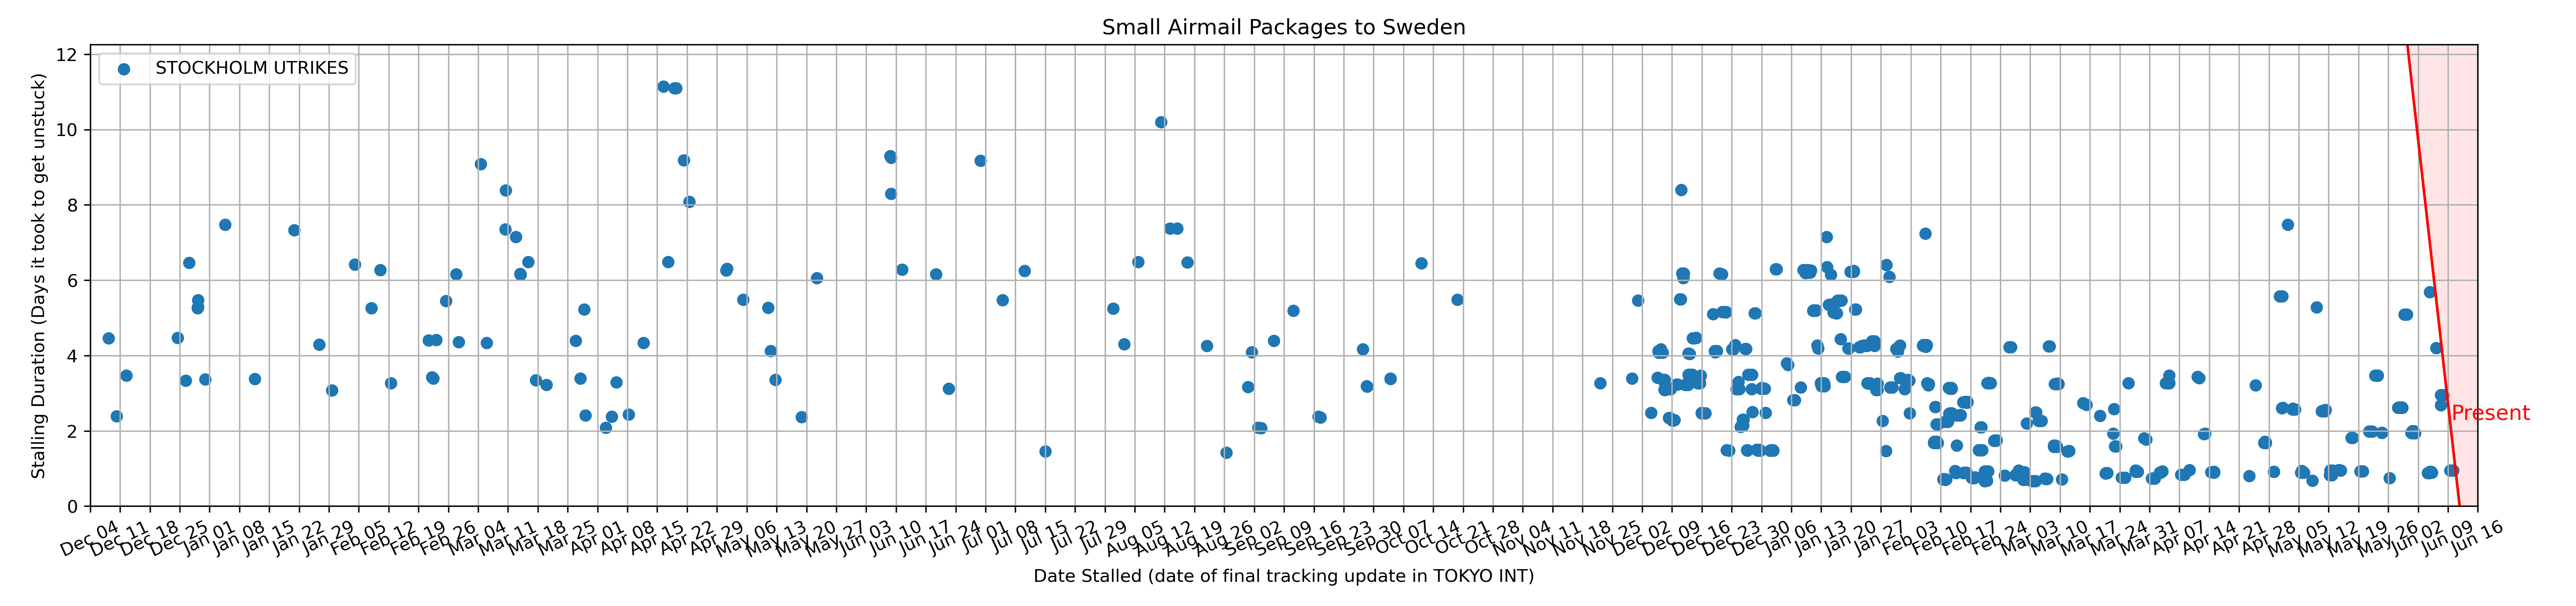 Small Airmail Packages to Sweden
STOCKHOLM UTRIKES
Stalling Duration (Days it took to get unstuck)
12
10
8
6
4
2
0
Present
Dec 04 Dec 11 Dec 18 Dec 25 Jan 01 Jan 08 Jan 15 Jan 22 Jan 29 Feb 05 Feb 12 Feb 19 Feb 26 Mar 04 Mar 11 Mar 18 Mar 25 Apr 01 Apr 08 Apr 15 Apr 22 Apr 29 May 06 May 13 May 20 May 27 Jun 03 Jun 10 Jun 17 Jun 24 Jul 01 Jul 08 Jul 15 Jul 22 Jul 29 Aug 05 Aug 12 Aug 19 Aug 26 Sep 02 Sep 09 Sep 16 Sep 23 Sep 30 Oct 07 Oct 14 Oct 21 Oct 28 Nov 04 Nov 11 Nov 18 Nov 25 Dec 02 Dec 09 Dec 16 Dec 23 Dec 30 Jan 06 Jan 13 Jan 20 Jan 27 Feb 03 Feb 10 Feb 17 Feb 24 Mar 03 Mar 10 Mar 17 Mar 24 Mar 31 Apr 07 Apr 14 Apr 21 Apr 28 May 05 May 12 May 19 May 26 Jun 02 Jun 09 Jun 16
Date Stalled (date of final tracking update in TOKYO INT)